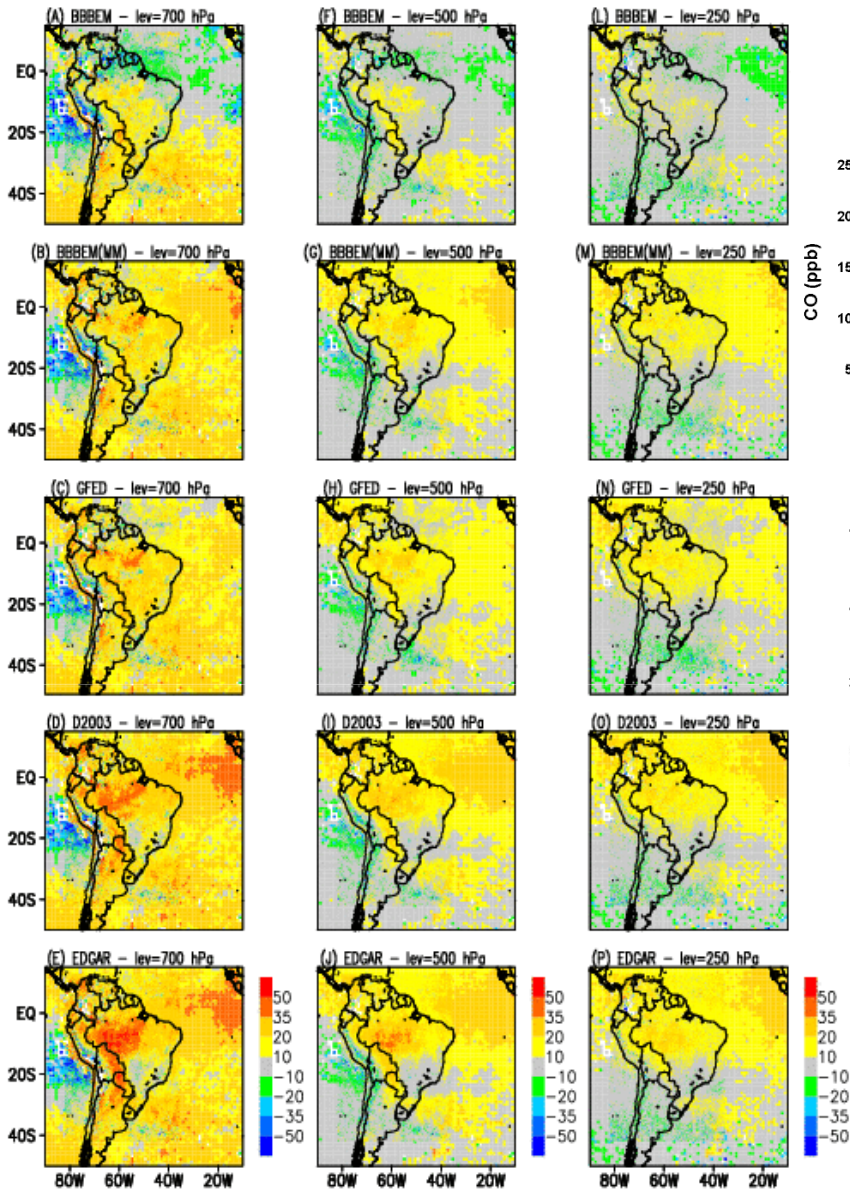 (A) BBBEM − lev=700 hPa
(F) BBBEM − lev=500 hPa
(L) BBBEM − lev=250 hPa
EQ
20S
40S
25
20
15
10
5
CO (ppb)
(B) BBBEM(MM) − lev=700 hPa
(G) BBBEM(MM) − lev=500 hPa
(M) BBBEM(MM) − lev=250 hPa
EQ
20S
40S
(C) GFED − lev=700 hPa
(H) GFED − lev=500 hPa
(N) GFED − lev=250 hPa
EQ
20S
40S
(D) D2003 − lev=700 hPa
(I) D2003 − lev=500 hPa
(O) D2003 − lev=250 hPa
EQ
20S
40S
(E) EDGAR − lev=700 hPa
(J) EDGAR − lev=500 hPa
(P) EDGAR − lev=250 hPa
EQ
20S
40S
50
35
20
10
−10
−20
−35
−50
50
35
20
10
−10
−20
−35
−50
50
35
20
10
−10
−20
−35
−50
80W 60W 40W 20W
80W 60W 40W 20W
80W 60W 40W 20W